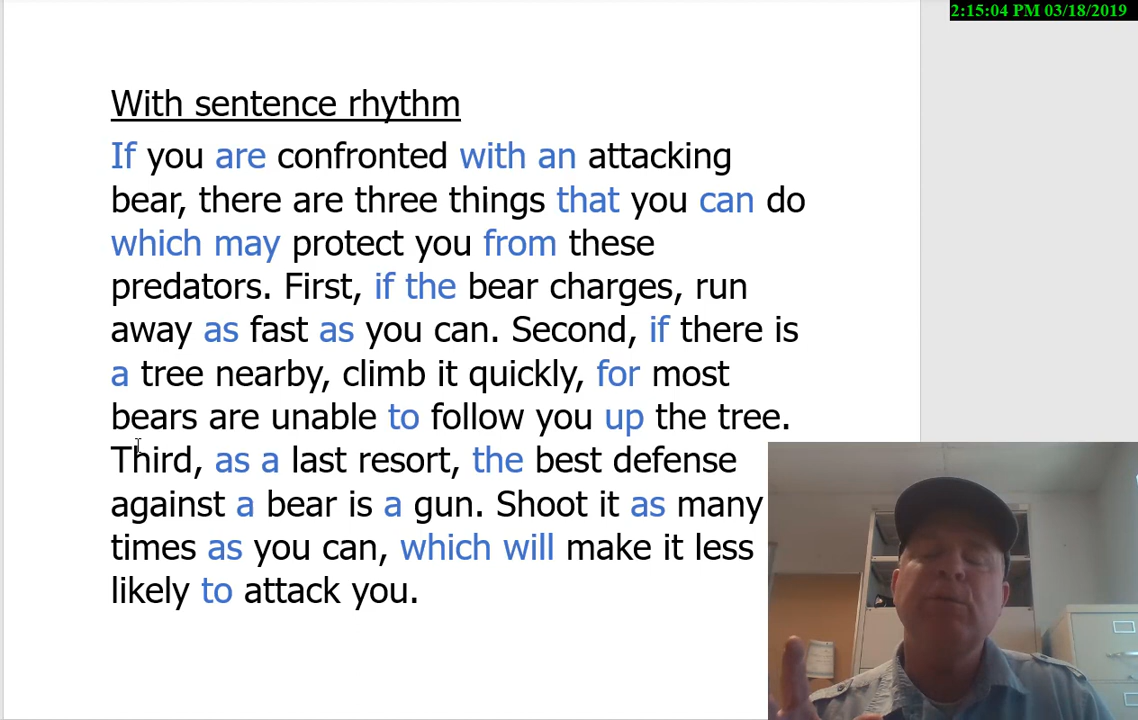 2:15:04 PM 03/18/2019
With sentence rhythm
If you are confronted with an attacking
bear, there are three things that you can do
which may protect you from these
predators. First, if the bear charges, run
away as fast as you can. Second, if there is
a tree nearby, climb it quickly, for most
bears are unable to follow you up the tree.
Third, as a last resort, the best defense
against a bear is a gun. Shoot it as many
times as you can, which will make it less
likely to attack you.